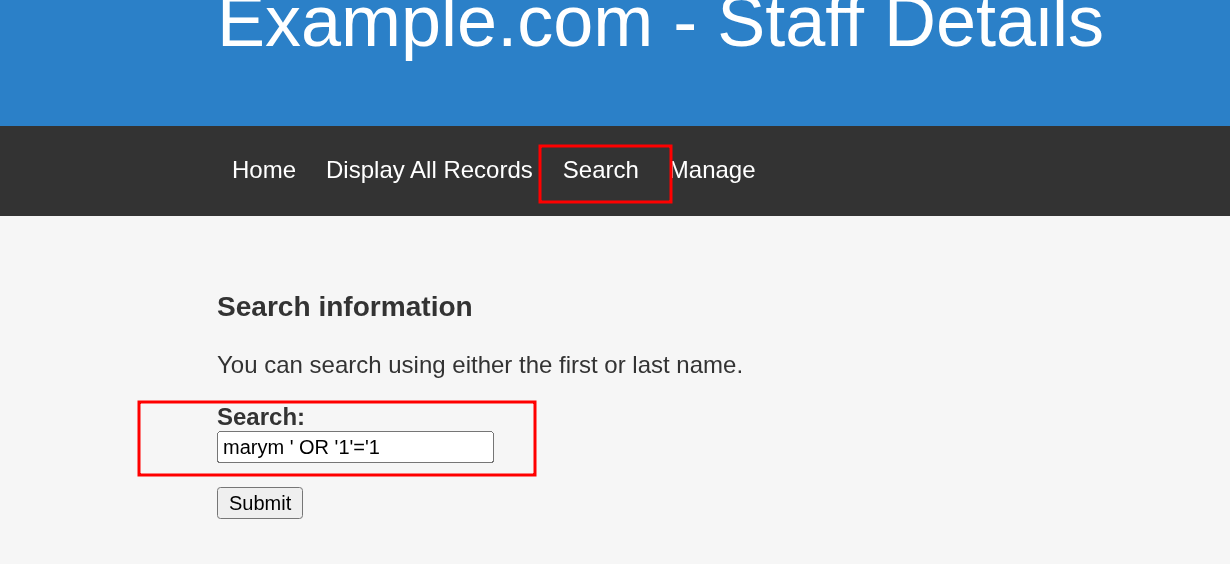 Example.com - Staff Details
Home Display All Records Search Manage
Search information
You can search using either the first or last name.
Search:
marym ' OR '1'='1
Submit